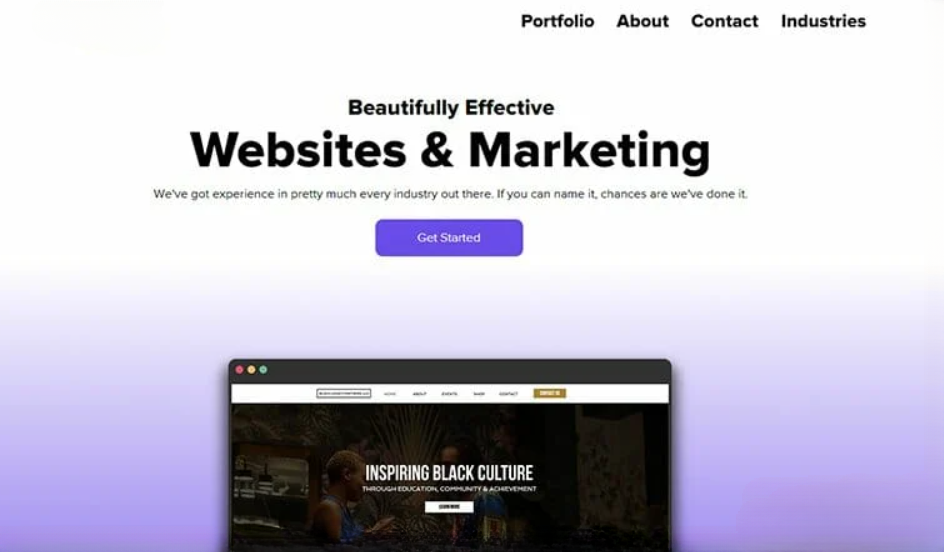 Portfolio About Contact Industries
Beautifully Effective
Websites & Marketing
We've got experience in pretty much every industry out there. If you can name it, chances are we've done it.
Get Started
HOME ABOUT EVENTS SHOP CONTACT CONTACT US
INSPIRING BLACK CULTURE
THROUGH EDUCATION, COMMUNITY & ACHIEVEMENT
LEARN MORE